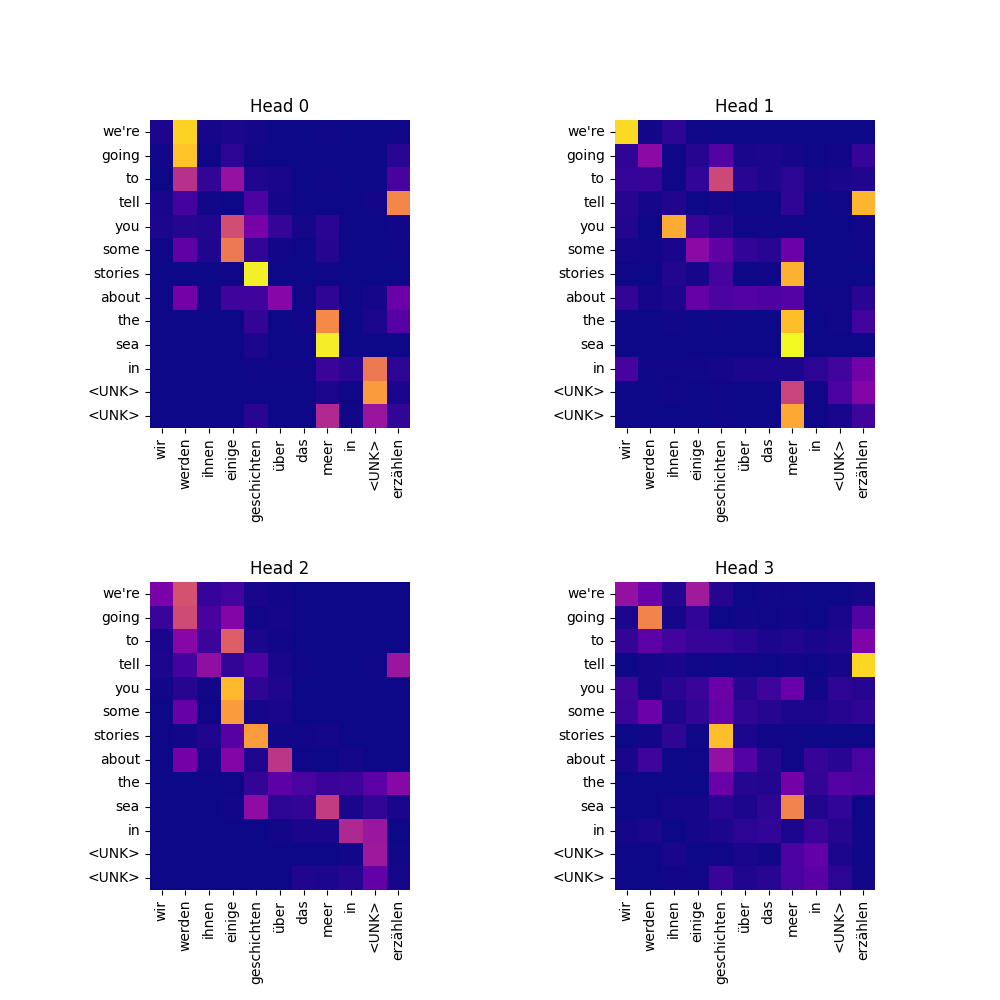 Head 0
we're
going
to
tell
you
some
stories
about
the
sea
in
<UNK>
<UNK>
wir
werden
ihnen
einige
geschichten
über
das
meer
in
<UNK>
erzählen
Head 1
we're
going
to
tell
you
some
stories
about
the
sea
in
<UNK>
<UNK>
wir
werden
ihnen
einige
geschichten
über
das
meer
in
<UNK>
erzählen
Head 2
we're
going
to
tell
you
some
stories
about
the
sea
in
<UNK>
<UNK>
wir
werden
ihnen
einige
geschichten
über
das
meer
in
<UNK>
erzählen
Head 3
we're
going
to
tell
you
some
stories
about
the
sea
in
<UNK>
<UNK>
wir
werden
ihnen
einige
geschichten
über
das
meer
in
<UNK>
erzählen